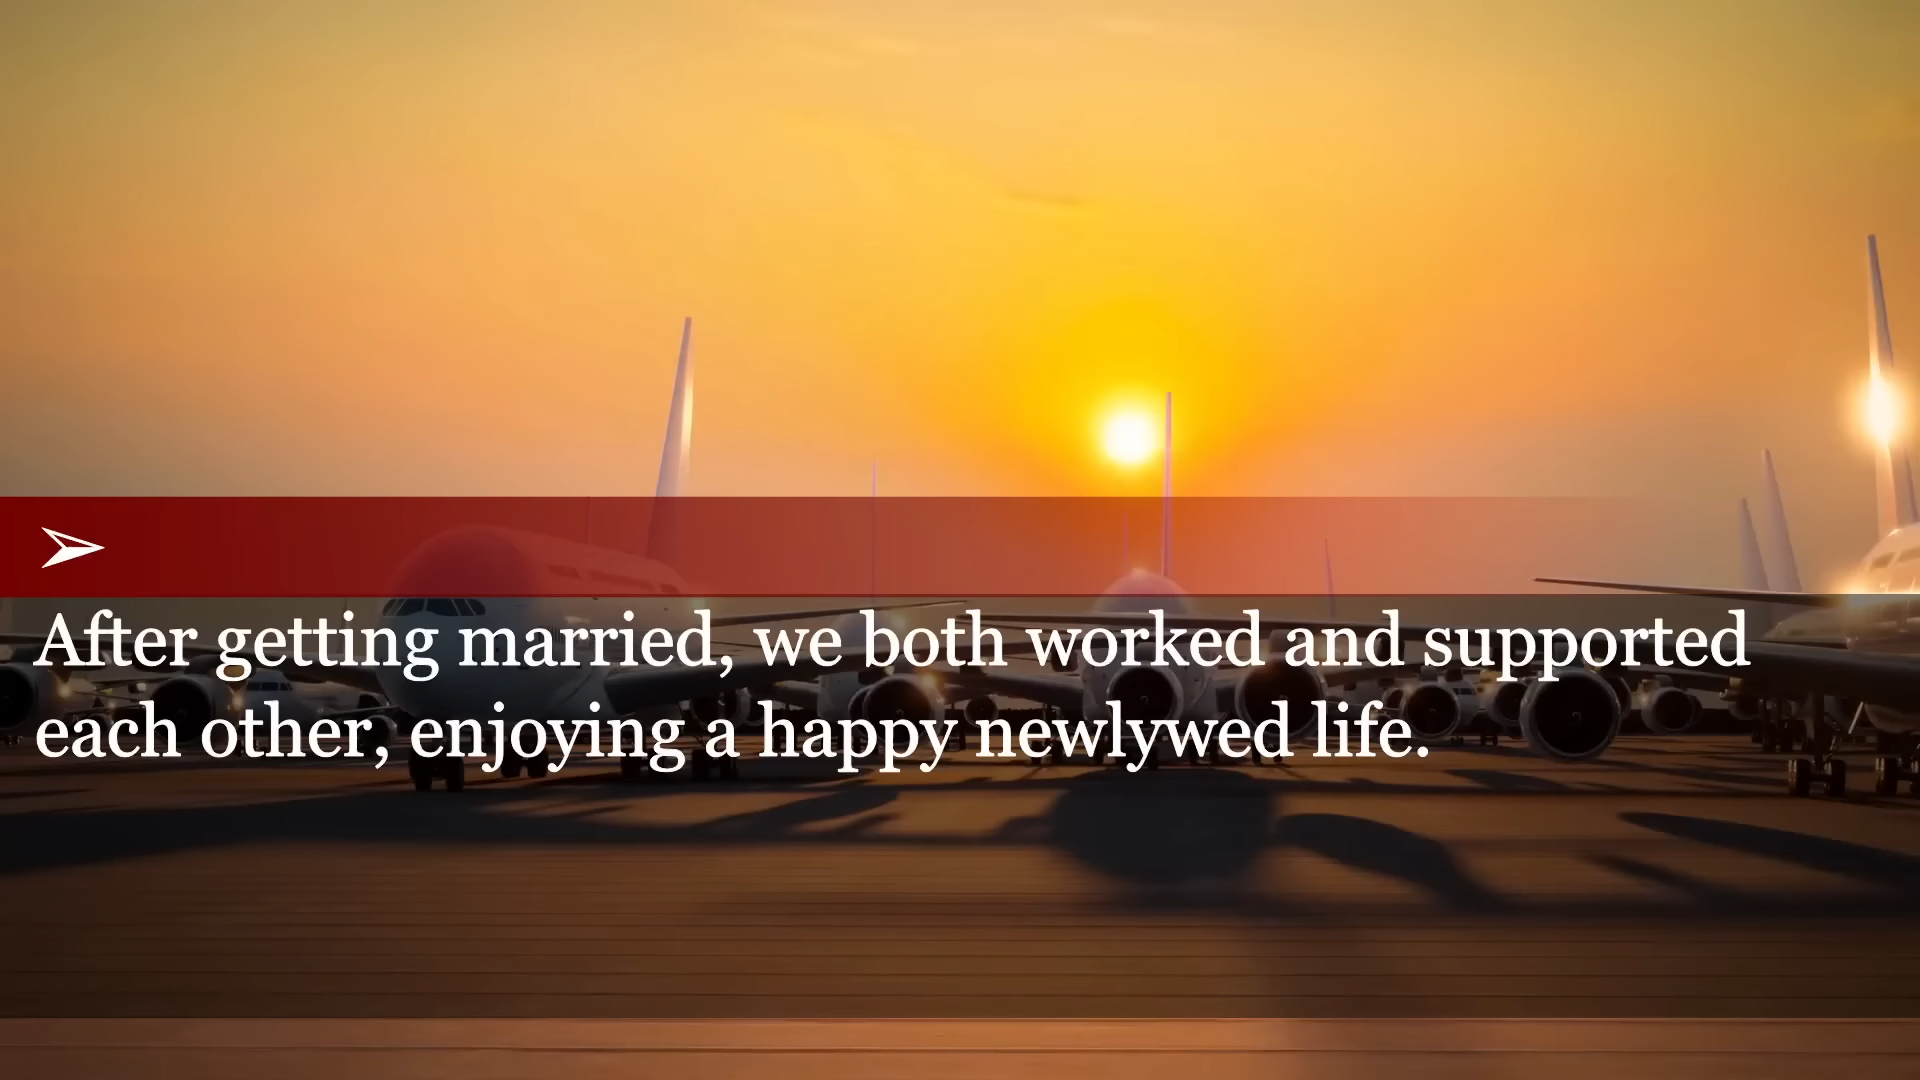 After getting married, we both worked and supported
each other, enjoying a happy newlywed life.